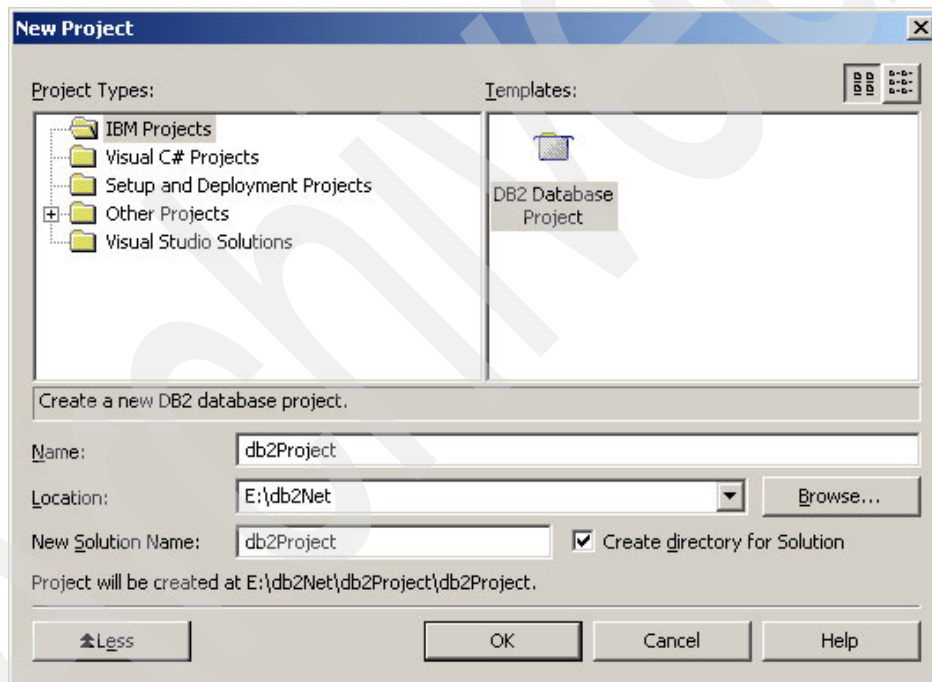 New Project
Project Types: Templates:
IBM Projects
Visual C# Projects
Setup and Deployment Projects
Other Projects
Visual Studio Solutions
DB2 Database
Project
Create a new DB2 database project.
Name: db2Project
Location: E:\db2Net Browse...
New Solution Name: db2Project Create directory for Solution
Project will be created at E:\db2Net\db2Project\db2Project.
Less OK Cancel Help